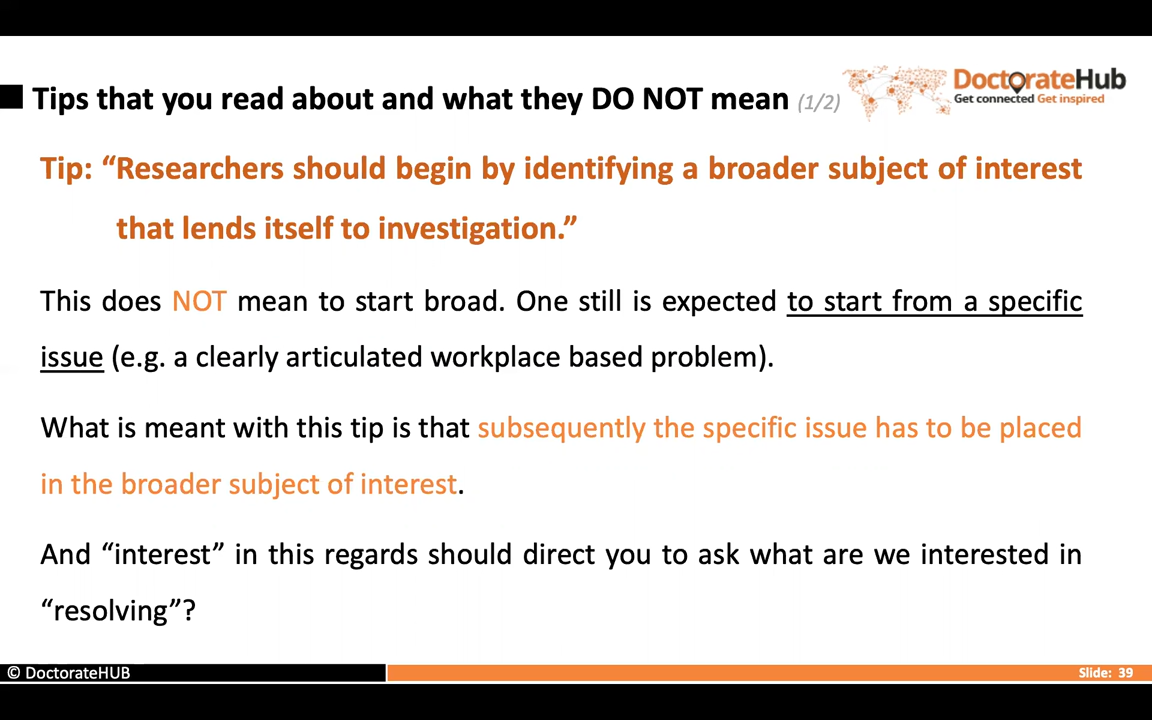 Tips that you read about and what they DO NOT mean (1/2)
DoctorateHub
Get connected Get inspired
Tip: “Researchers should begin by identifying a broader subject of interest
that lends itself to investigation.”
This does NOT mean to start broad. One still is expected to start from a specific
issue (e.g. a clearly articulated workplace based problem).
What is meant with this tip is that subsequently the specific issue has to be placed
in the broader subject of interest.
And “interest” in this regards should direct you to ask what are we interested in
“resolving”?
© DoctorateHUB
Slide: 39